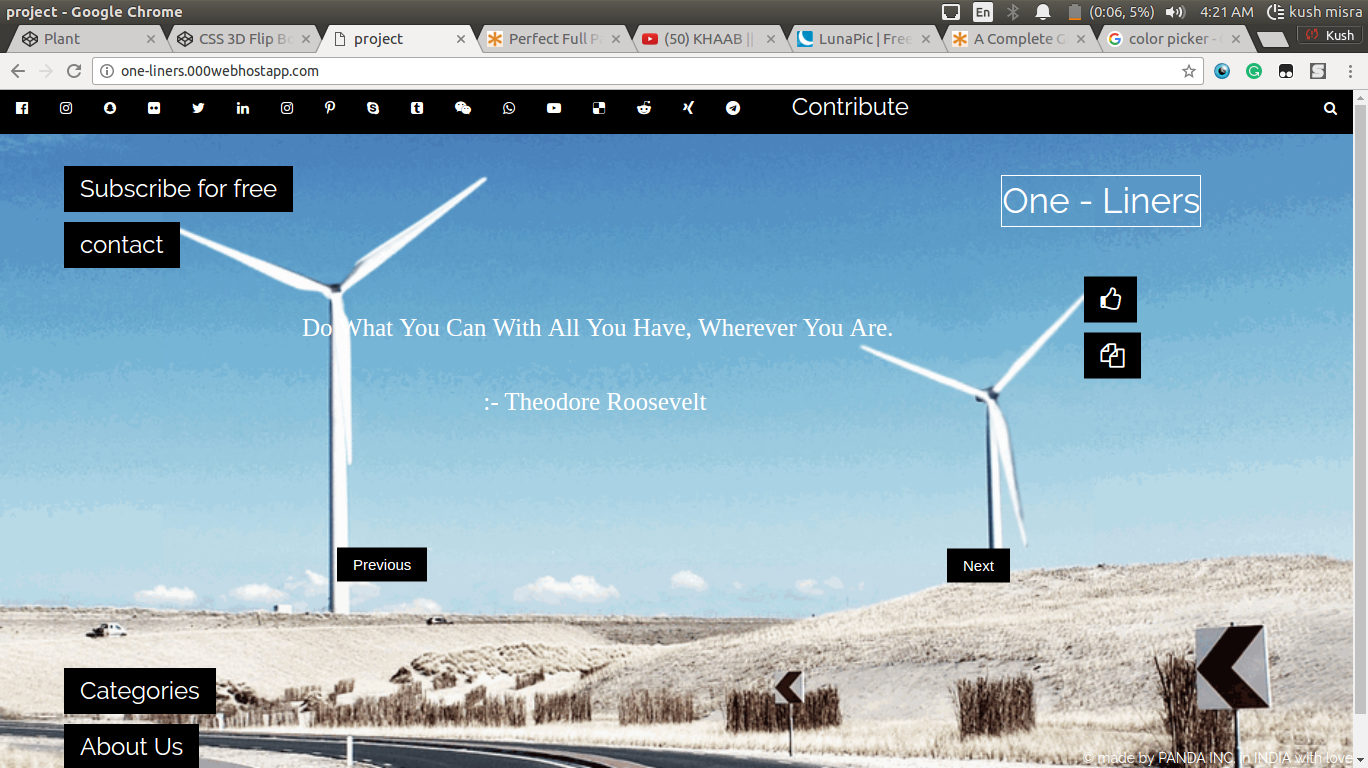 project - Google Chrome
En
(0:06, 5%)
4:21 AM
kush misra
Plant
CSS 3D Flip Bo
project
Perfect Full P
(50) KHAAB ||
LunaPic | Free
A Complete G
color picker -
Kush
one-liners.000webhostapp.com
Contribute
Subscribe for free
One - Liners
contact
Do What You Can With All You Have, Wherever You Are.
:- Theodore Roosevelt
Previous
Next
Categories
About Us
© made by PANDA INC. in INDIA with love